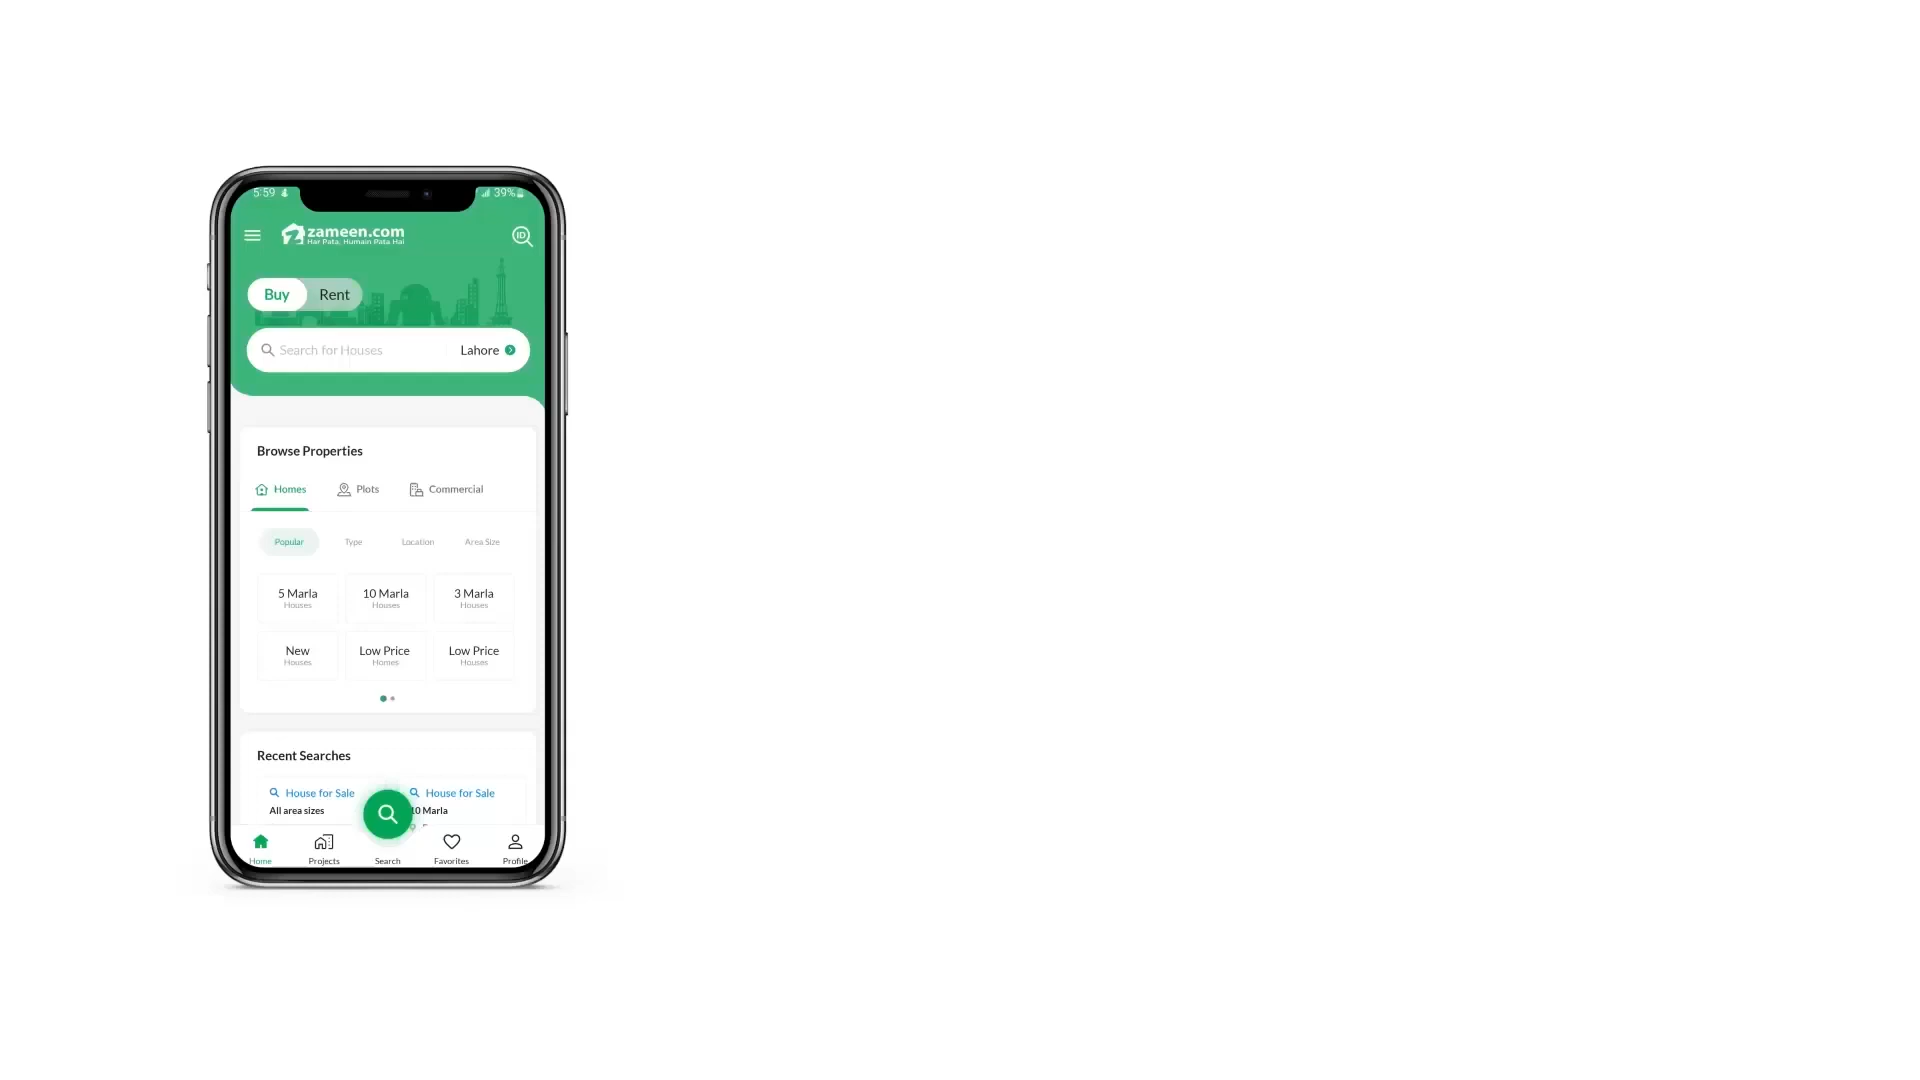 5:59 39%
zameen.com
Har Pata, Humain Pata Hai
ID
Buy Rent
Search for Houses Lahore
Browse Properties
Homes Plots Commercial
Popular Type Location Area Size
5 Marla 10 Marla 3 Marla
Houses Houses Houses
New Low Price Low Price
Houses Homes Houses
Recent Searches
House for Sale House for Sale
All area sizes 10 Marla
Home Projects Search Favorites Profile